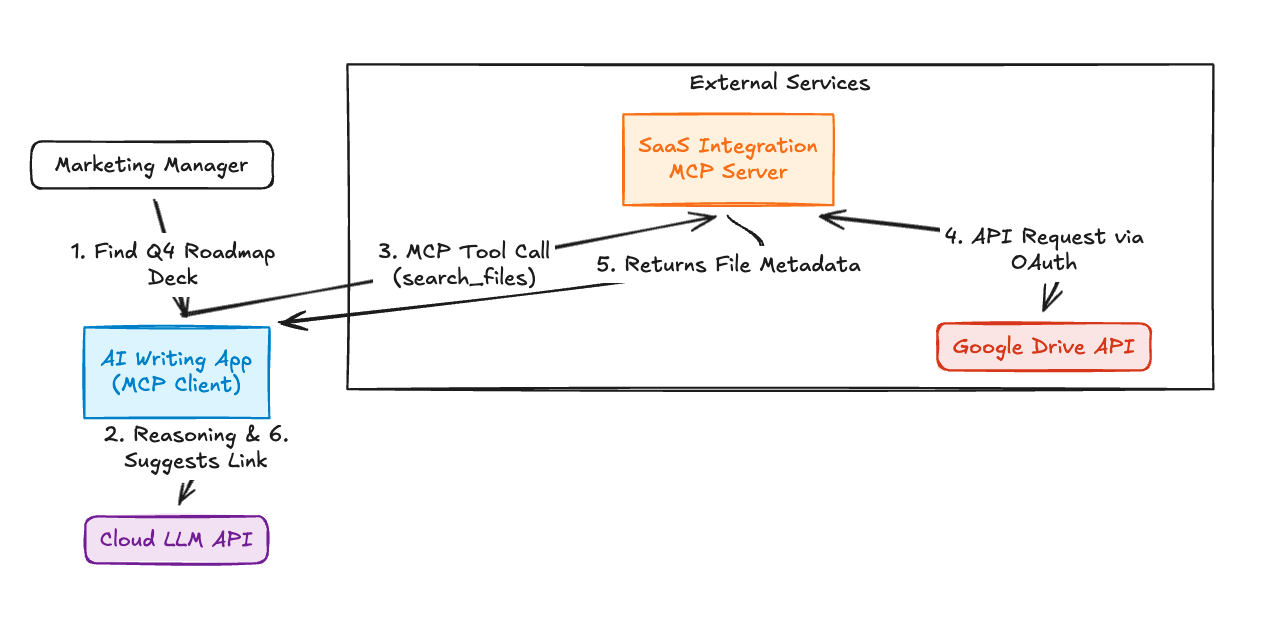 External Services
SaaS Integration
MCP Server
Marketing Manager
1. Find Q4 Roadmap
Deck
3. MCP Tool Call
(search_files)
4. API Request via
OAuth
5. Returns File Metadata
AI Writing App
(MCP Client)
Google Drive API
2. Reasoning & 6.
Suggests Link
Cloud LLM API